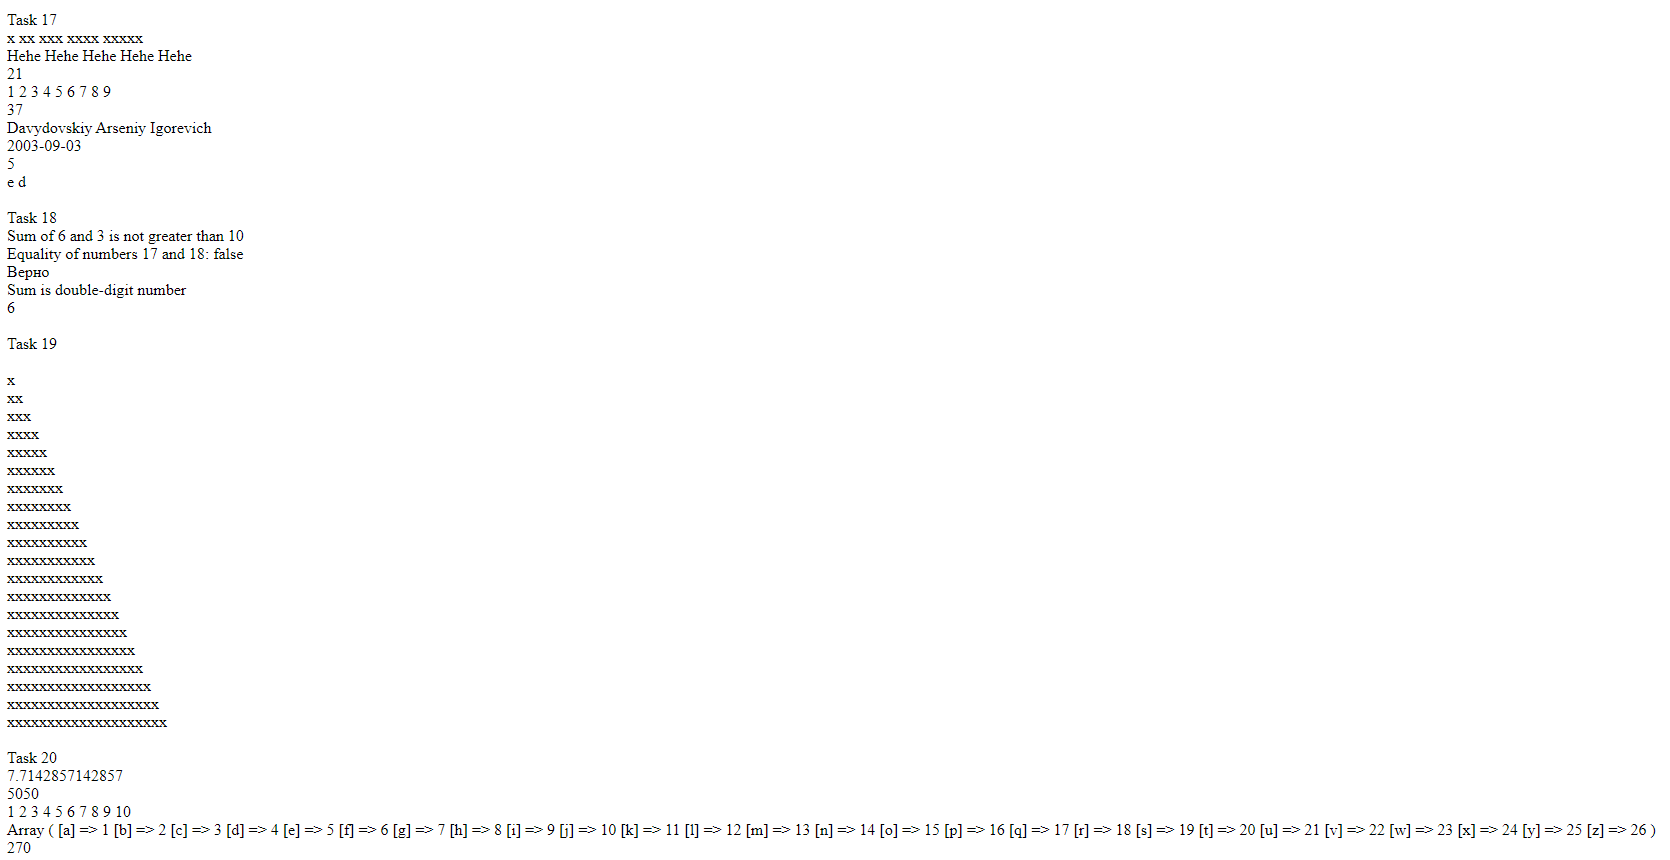 Task 17
x xx xxx xxxx xxxxx
Hehe Hehe Hehe Hehe Hehe
21
1 2 3 4 5 6 7 8 9
37
Davydovskiy Arseniy Igorevich
2003-09-03
5
e d
Task 18
Sum of 6 and 3 is not greater than 10
Equality of numbers 17 and 18: false
Верно
Sum is double-digit number
6
Task 19
x
xx
xxx
xxxx
xxxxx
xxxxxx
xxxxxxx
xxxxxxxx
xxxxxxxxx
xxxxxxxxxx
xxxxxxxxxxx
xxxxxxxxxxxx
xxxxxxxxxxxxx
xxxxxxxxxxxxxx
xxxxxxxxxxxxxxx
xxxxxxxxxxxxxxxx
xxxxxxxxxxxxxxxxx
xxxxxxxxxxxxxxxxxx
xxxxxxxxxxxxxxxxxxx
xxxxxxxxxxxxxxxxxxxx
Task 20
7.7142857142857
5050
1 2 3 4 5 6 7 8 9 10
Array ( [a] => 1 [b] => 2 [c] => 3 [d] => 4 [e] => 5 [f] => 6 [g] => 7 [h] => 8 [i] => 9 [j] => 10 [k] => 11 [l] => 12 [m] => 13 [n] => 14 [o] => 15 [p] => 16 [q] => 17 [r] => 18 [s] => 19 [t] => 20 [u] => 21 [v] => 22 [w] => 23 [x] => 24 [y] => 25 [z] => 26 )
270